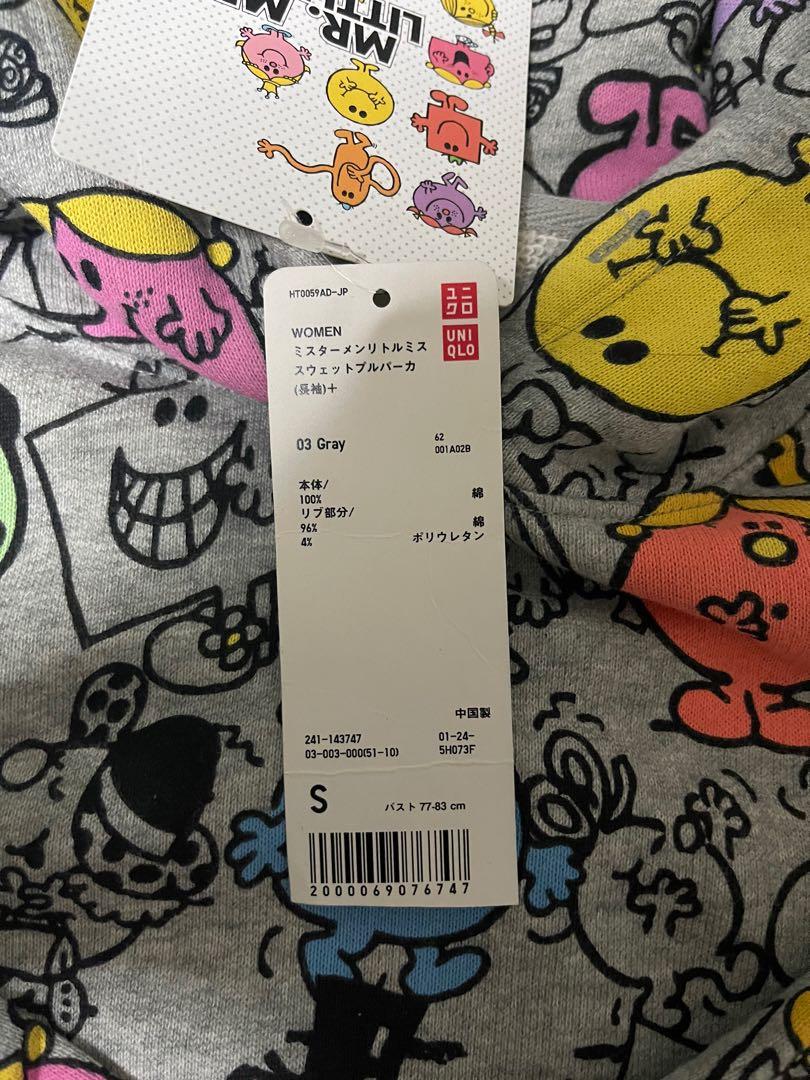 MR. M
LITTL
HT0059AD-JP
ユニ
クロ
UNI
QLO
WOMEN
ミスターメンリトルミス
スウェットプルパーカ
(長袖)+
03 Gray
62
001A02B
本体/
100% 綿
リブ部分/
96% 綿
4% ポリウレタン
中国製
241-143747 01-24-
03-003-000(51-10) 5H073F
S バスト 77-83 cm
2000069076747